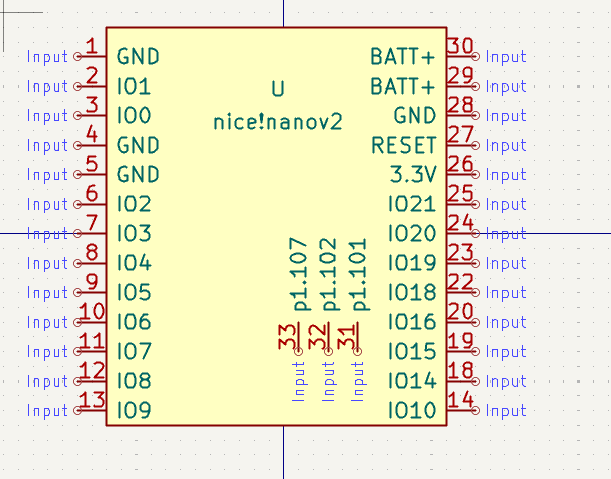 Input 1 GND BATT+ 30 Input
Input 2 IO1 U BATT+ 29 Input
Input 3 IO0 nice!nanov2 GND 28 Input
Input 4 GND RESET 27 Input
Input 5 GND 3.3V 26 Input
Input 6 IO2 IO21 25 Input
Input 7 IO3 IO20 24 Input
Input 8 IO4 IO19 23 Input
Input 9 IO5 IO18 22 Input
Input 10 IO6 IO16 20 Input
Input 11 IO7 IO15 19 Input
Input 12 IO8 IO14 18 Input
Input 13 IO9 IO10 14 Input
p1.107 33 Input
p1.102 32 Input
p1.101 31 Input